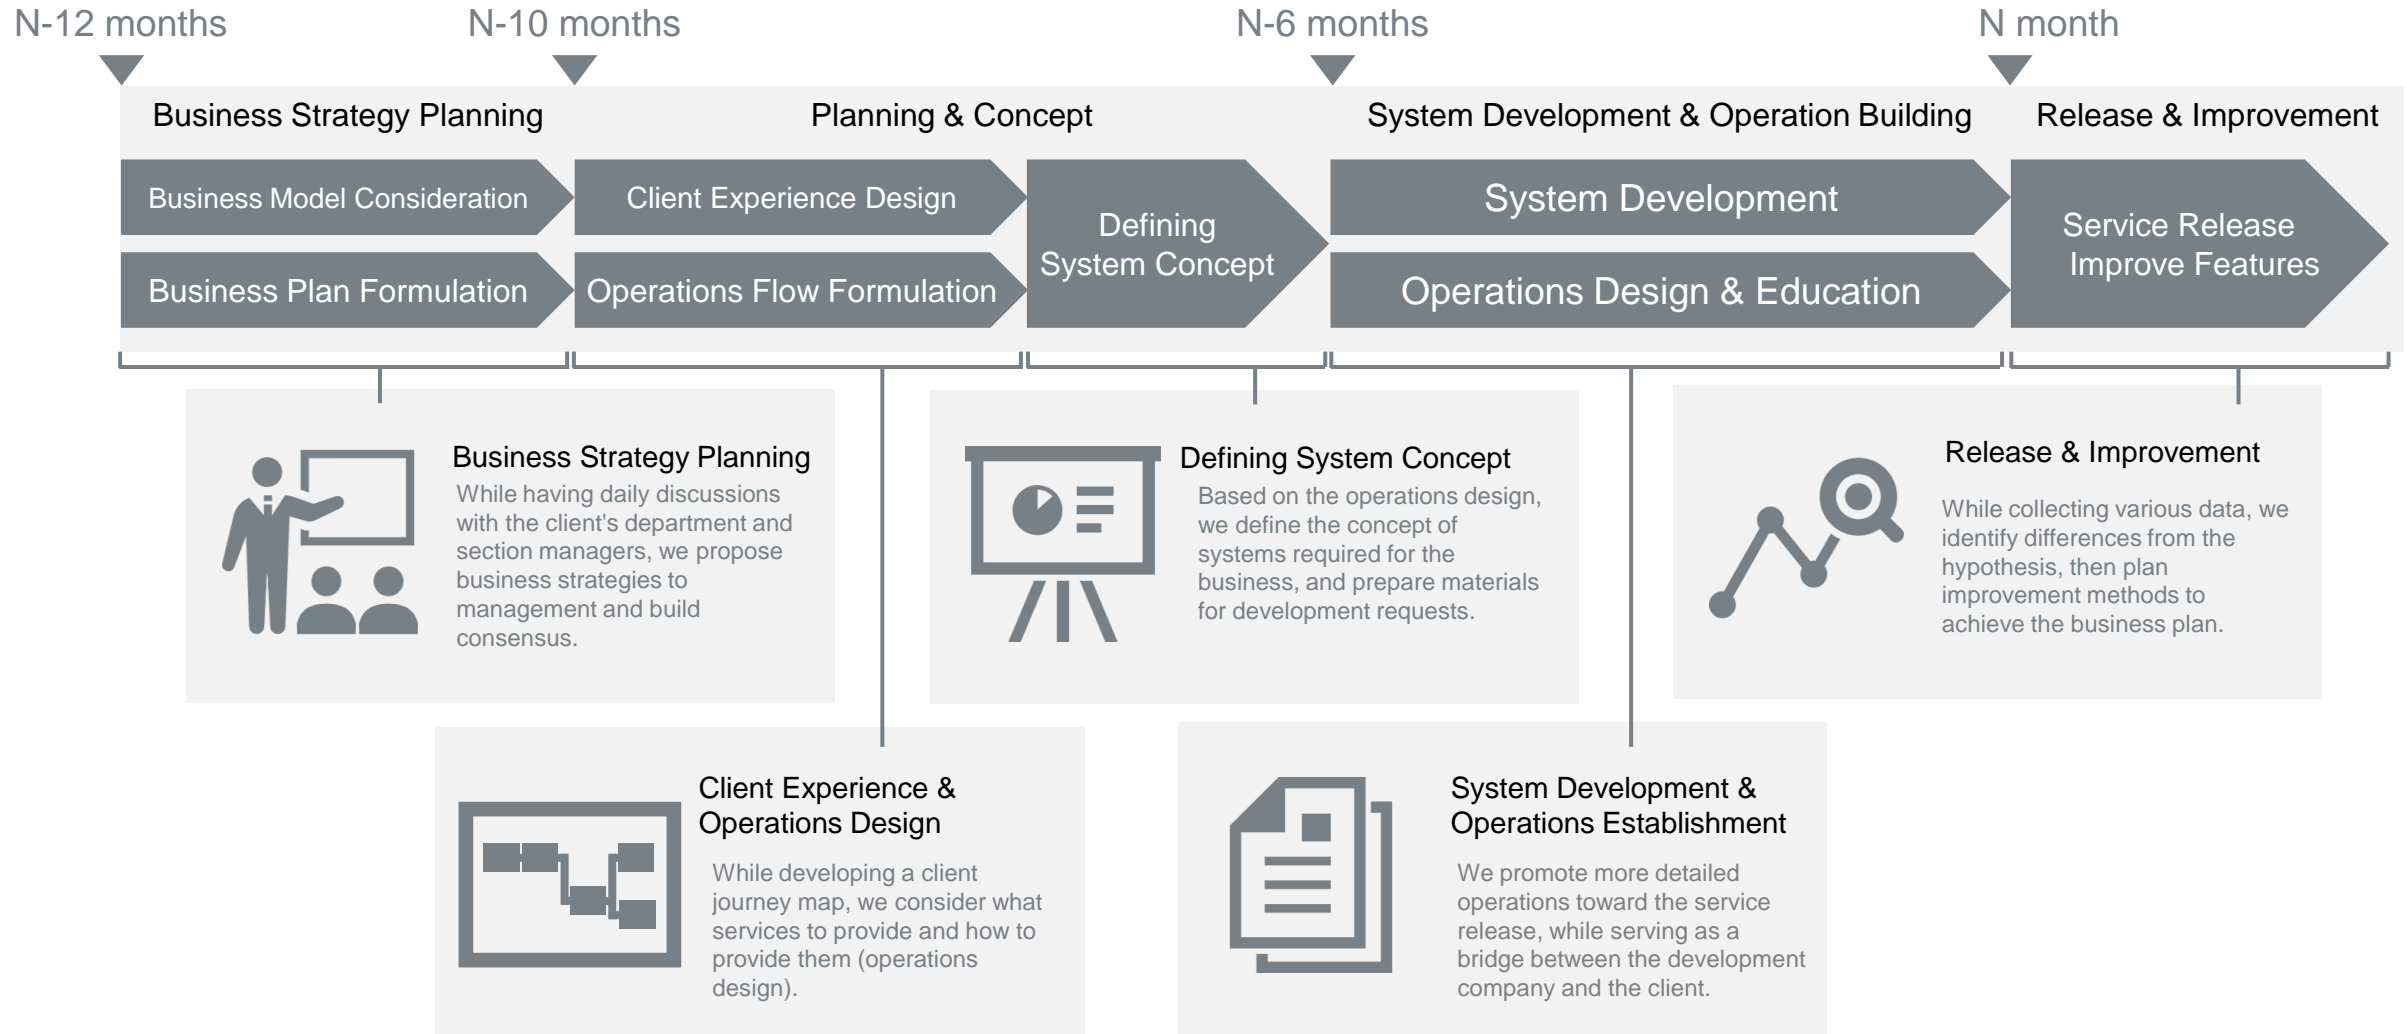 N-12 months
N-10 months
N-6 months
N month
Business Strategy Planning
Planning & Concept
System Development & Operation Building
Release & Improvement
Business Model Consideration
Business Plan Formulation
Client Experience Design
Operations Flow Formulation
Defining
System Concept
System Development
Operations Design & Education
Service Release
Improve Features
Business Strategy Planning
While having daily discussions
with the client's department and
section managers, we propose
business strategies to
management and build
consensus.
Defining System Concept
Based on the operations design,
we define the concept of
systems required for the
business, and prepare materials
for development requests.
Release & Improvement
While collecting various data, we
identify differences from the
hypothesis, then plan
improvement methods to
achieve the business plan.
Client Experience &
Operations Design
While developing a client
journey map, we consider what
services to provide and how to
provide them (operations
design).
System Development &
Operations Establishment
We promote more detailed
operations toward the service
release, while serving as a
bridge between the development
company and the client.